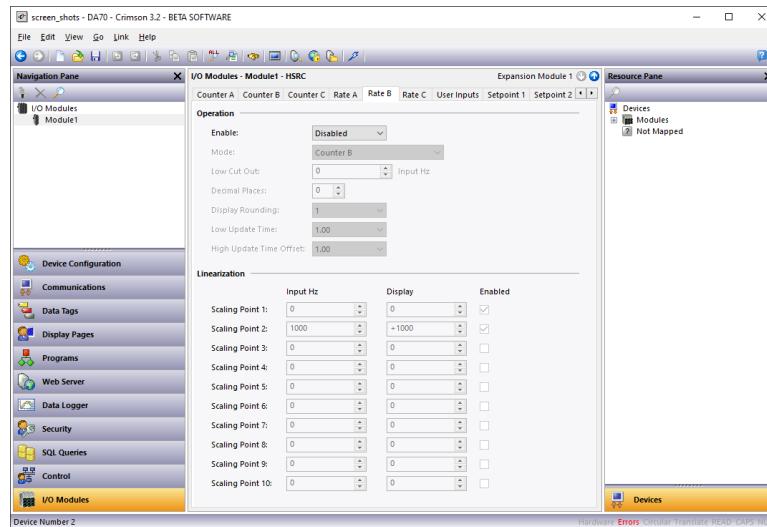 screen_shots - DA70 - Crimson 3.2 - BETA SOFTWARE
File Edit View Go Link Help
Navigation Pane
I/O Modules
Module1
Device Configuration
Communications
Data Tags
Display Pages
Programs
Web Server
Data Logger
Security
SQL Queries
Control
I/O Modules
I/O Modules - Module1 - HSRC Expansion Module 1
Counter A Counter B Counter C Rate A Rate B Rate C User Inputs Setpoint 1 Setpoint 2
Operation
Enable: Disabled
Mode: Counter B
Low Cut Out: 0 Input Hz
Decimal Places: 0
Display Rounding: 1
Low Update Time: 1.00
High Update Time Offset: 1.00
Linearization
Input Hz Display Enabled
Scaling Point 1: 0 0
Scaling Point 2: 1000 +1000
Scaling Point 3: 0 0
Scaling Point 4: 0 0
Scaling Point 5: 0 0
Scaling Point 6: 0 0
Scaling Point 7: 0 0
Scaling Point 8: 0 0
Scaling Point 9: 0 0
Scaling Point 10: 0 0
Resource Pane
Devices
Modules
Not Mapped
Devices
Device Number 2
Hardware Errors Circular Translate READ CAPS